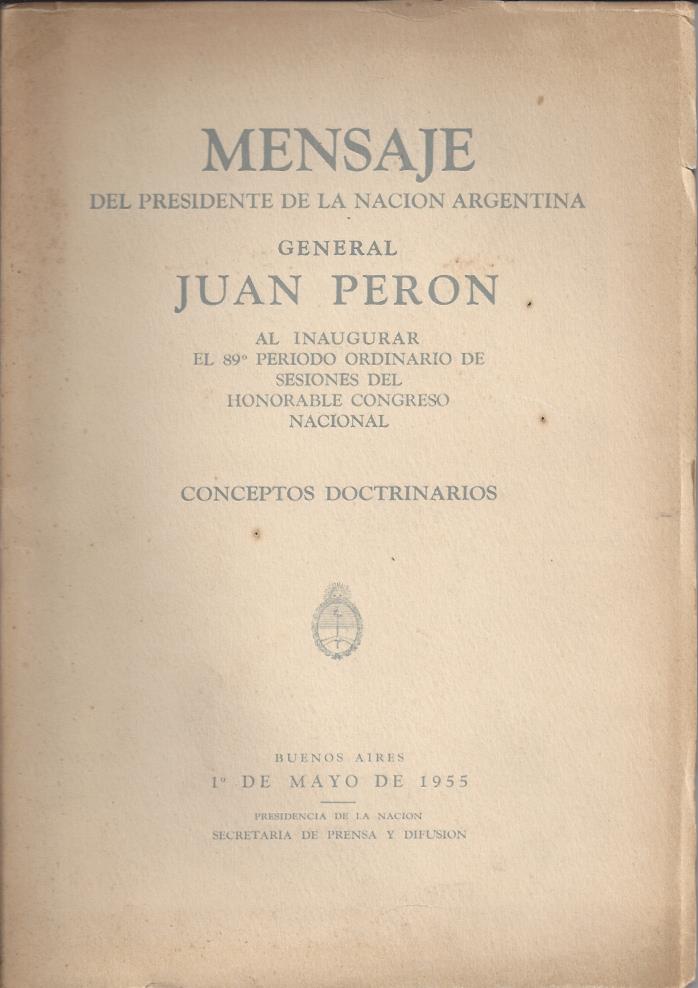 MENSAJE
DEL PRESIDENTE DE LA NACION ARGENTINA
GENERAL
JUAN PERON
AL INAUGURAR
EL 89º PERIODO ORDINARIO DE
SESIONES DEL
HONORABLE CONGRESO
NACIONAL
CONCEPTOS DOCTRINARIOS
BUENOS AIRES
1º DE MAYO DE 1955
PRESIDENCIA DE LA NACION
SECRETARIA DE PRENSA Y DIFUSION